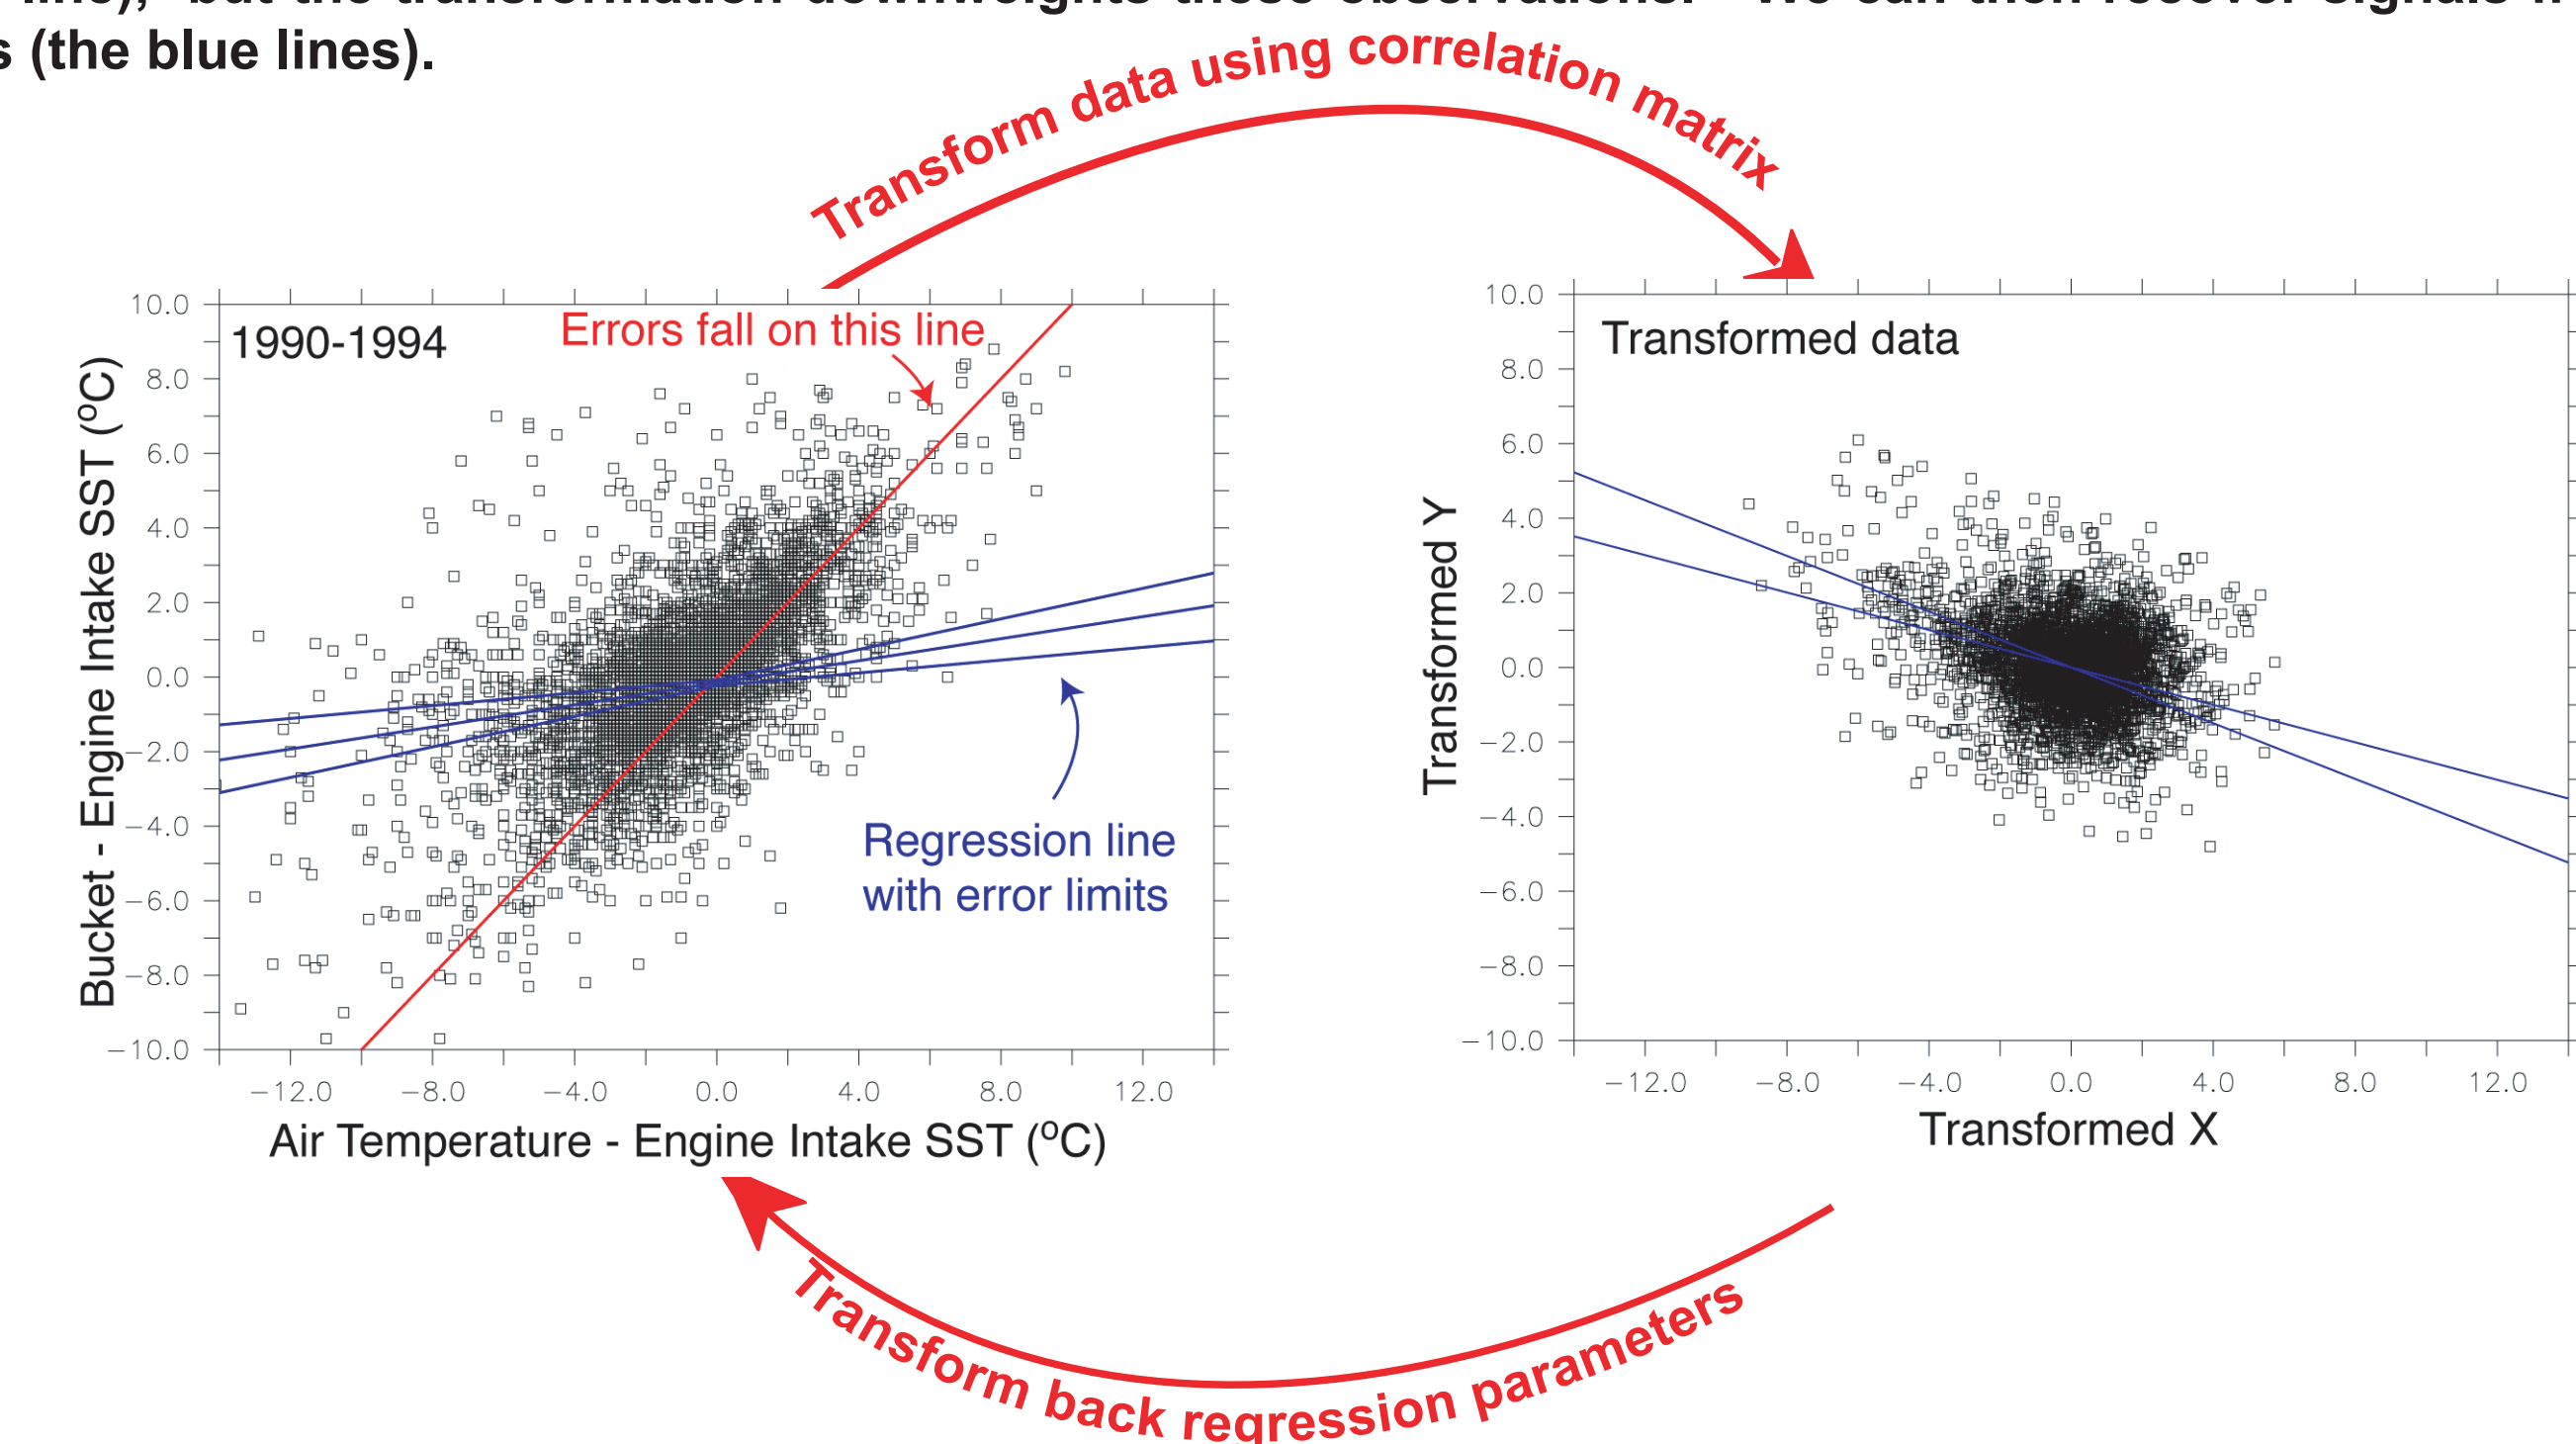 s (the blue lines).
Transform data using correlation matrix
10.0
8.0
6.0
4.0
2.0
0.0
−2.0
−4.0
−6.0
−8.0
−10.0
Bucket - Engine Intake SST (ºC)
1990-1994
Errors fall on this line
Regression line
with error limits
−12.0 −8.0 −4.0 0.0 4.0 8.0 12.0
Air Temperature - Engine Intake SST (ºC)
10.0
8.0
6.0
4.0
2.0
0.0
−2.0
−4.0
−6.0
−8.0
−10.0
Transformed Y
Transformed data
−12.0 −8.0 −4.0 0.0 4.0 8.0 12.0
Transformed X
Transform back regression parameters